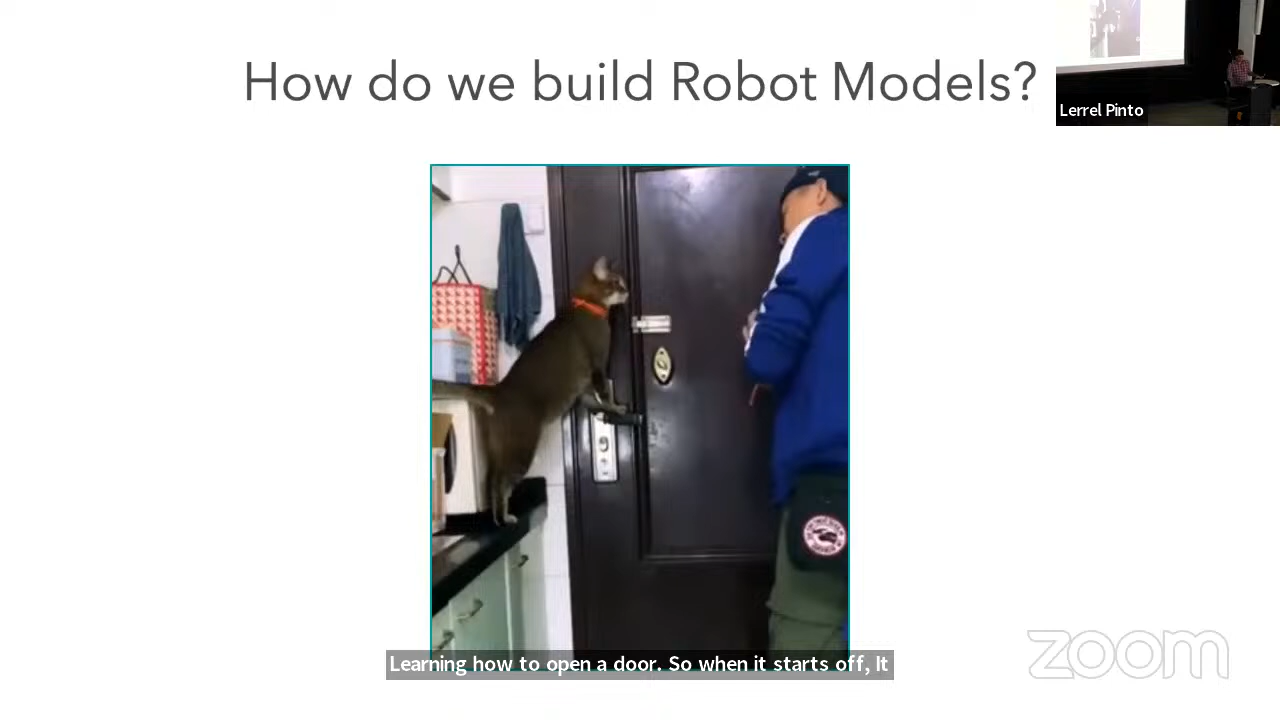 How do we build Robot Models?
Lerrel Pinto
Learning how to open a door. So when it starts off, It
zoom